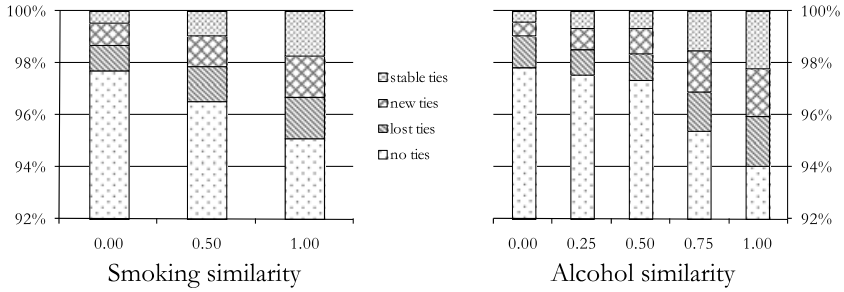 100%
98%
96%
94%
92%
0.00 0.50 1.00
Smoking similarity
stable ties
new ties
lost ties
no ties
100%
98%
96%
94%
92%
0.00 0.25 0.50 0.75 1.00
Alcohol similarity